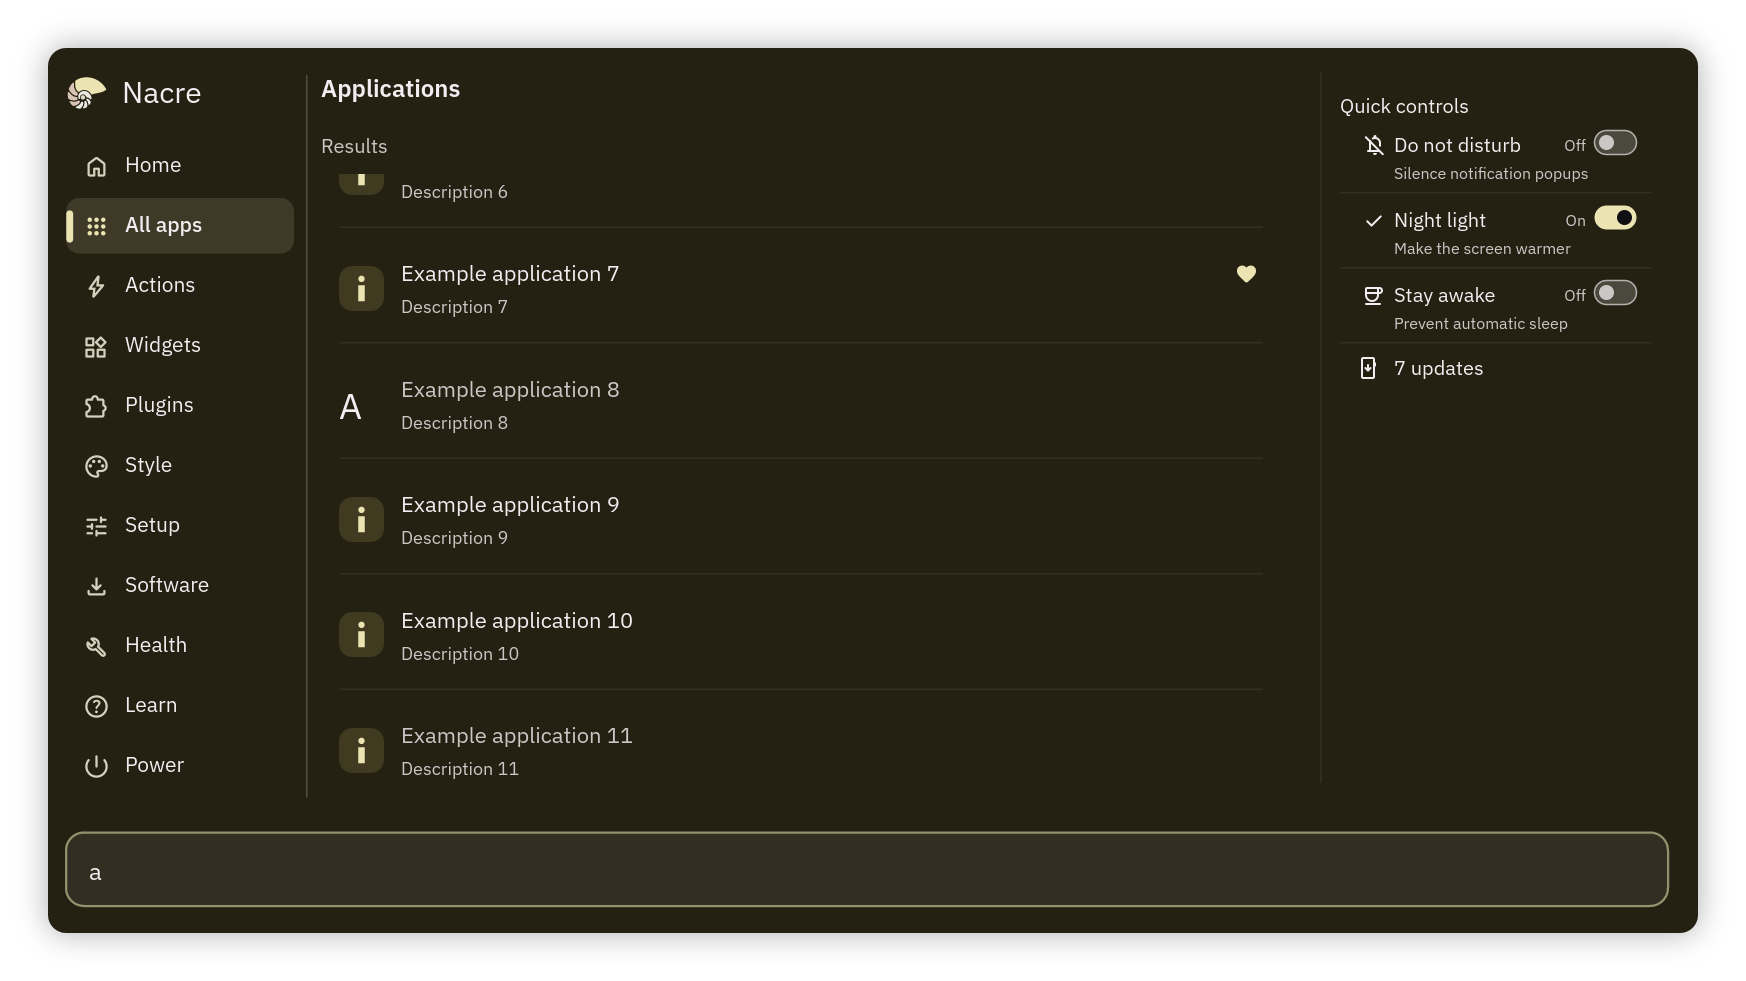 Nacre
Home
All apps
Actions
Widgets
Plugins
Style
Setup
Software
Health
Learn
Power
Applications
Results
Description 6
Example application 7
Description 7
A
Example application 8
Description 8
Example application 9
Description 9
Example application 10
Description 10
Example application 11
Description 11
Quick controls
Do not disturb Off
Silence notification popups
Night light On
Make the screen warmer
Stay awake Off
Prevent automatic sleep
7 updates
a